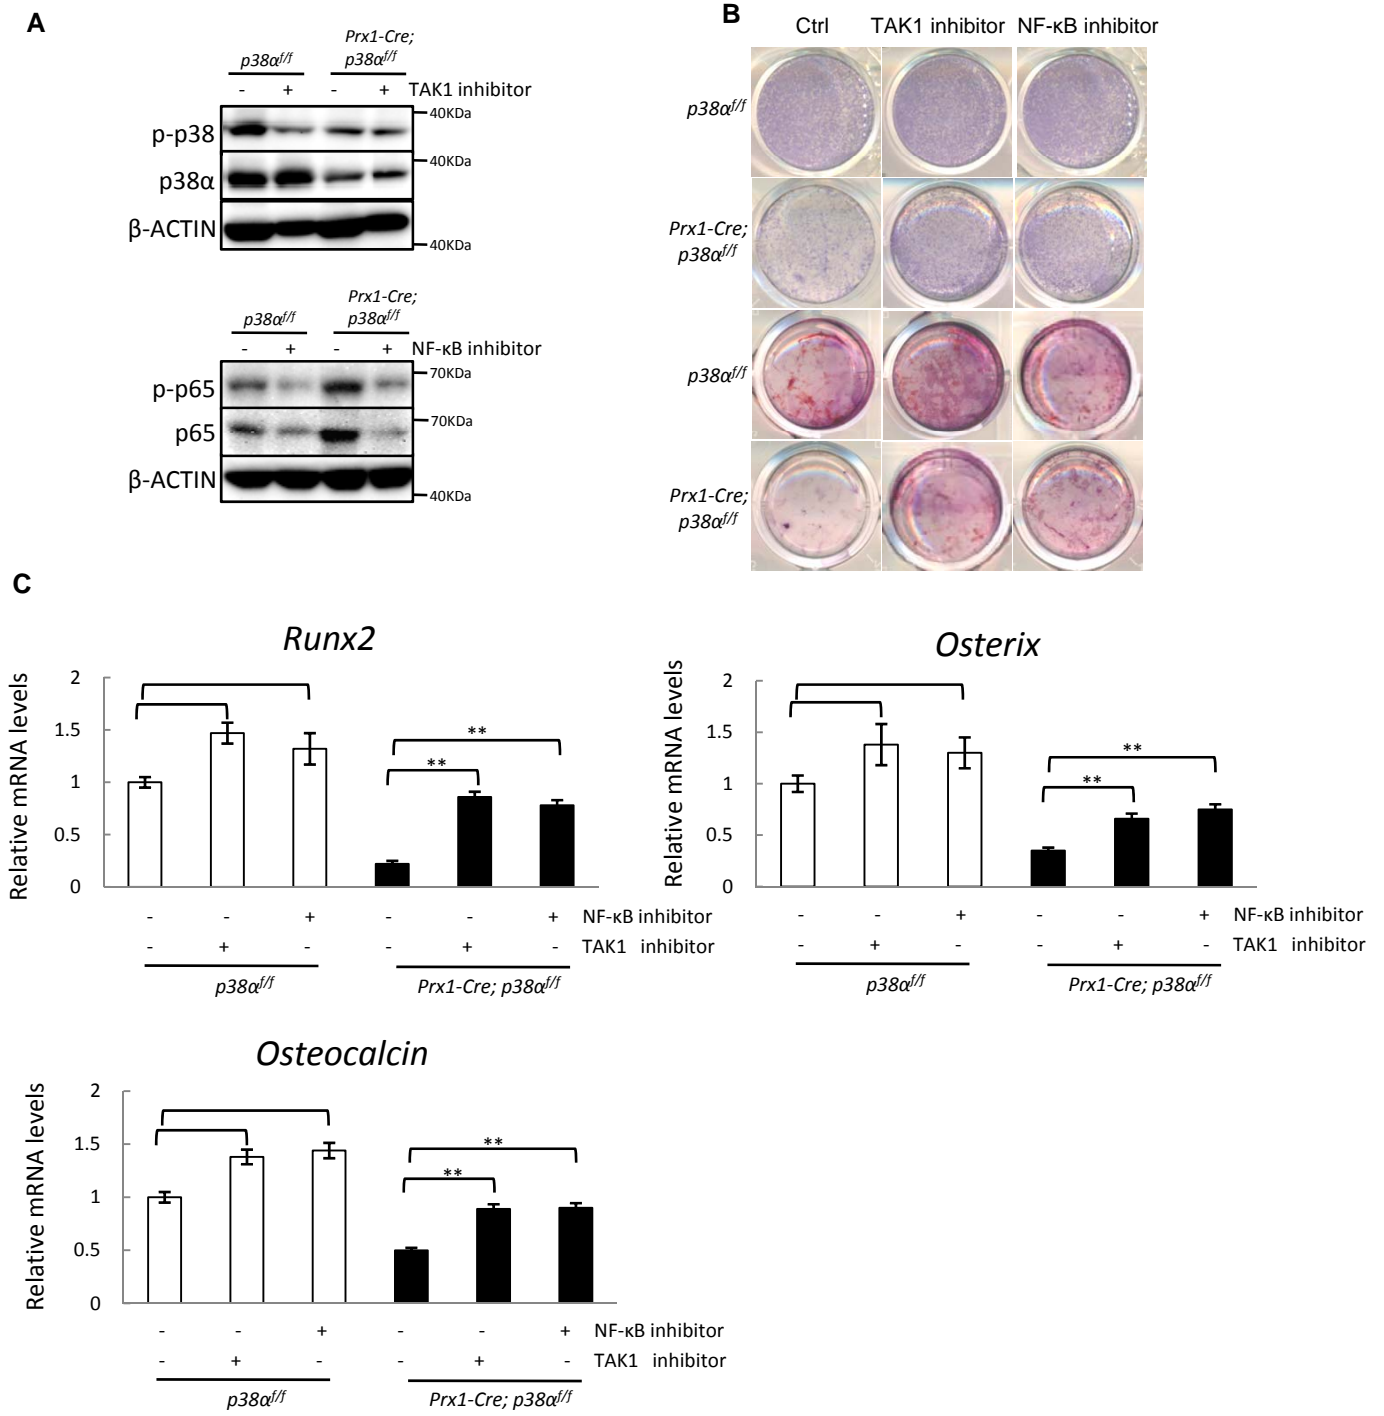 A
p38αf/f
Prx1-Cre;
p38αf/f
- + - + TAK1 inhibitor
p-p38
40KDa
p38α
40KDa
β-ACTIN
40KDa
p38αf/f
Prx1-Cre;
p38αf/f
- + - + NF-κB inhibitor
p-p65
70KDa
p65
70KDa
β-ACTIN
40KDa
B
Ctrl TAK1 inhibitor NF-κB inhibitor
p38αf/f
Prx1-Cre;
p38αf/f
p38αf/f
Prx1-Cre;
p38αf/f
C
Runx2
Relative mRNA levels
2
1.5
1
0.5
0
**
**
- - + - - + NF-κB inhibitor
- + - - + - TAK1 inhibitor
p38αf/f Prx1-Cre; p38αf/f
Osterix
Relative mRNA levels
2
1.5
1
0.5
0
**
**
- - + - - + NF-κB inhibitor
- + - - + - TAK1 inhibitor
p38αf/f Prx1-Cre; p38αf/f
Osteocalcin
Relative mRNA levels
2
1.5
1
0.5
0
**
**
- - + - - + NF-κB inhibitor
- + - - + - TAK1 inhibitor
p38αf/f Prx1-Cre; p38αf/f